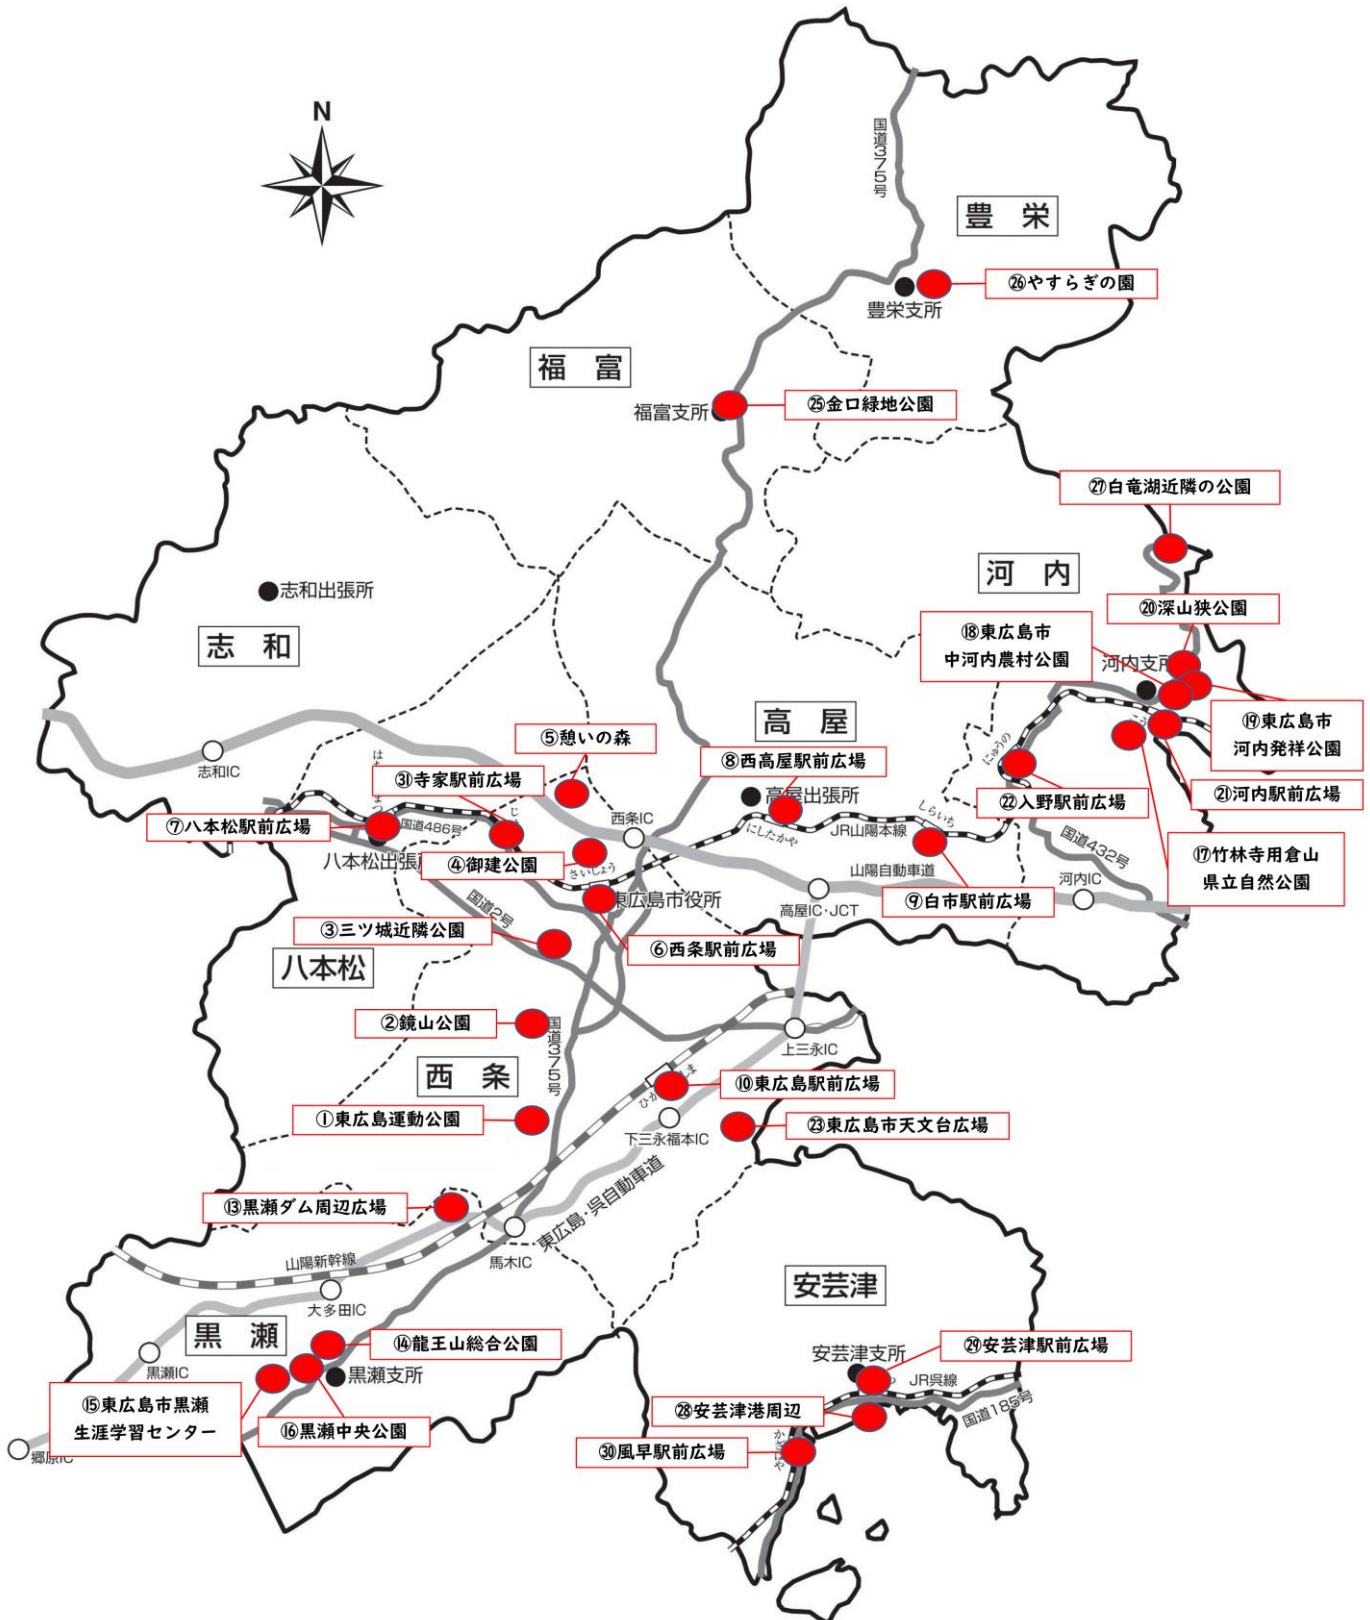 N
国道375号
豊栄
㉖やすらぎの園
豊栄支所
福富
㉕金口緑地公園
福富支所
㉗白竜湖近隣の公園
河内
志和出張所
⑳深山狭公園
志和
⑱東広島市
中河内農村公園
河内支所
高屋
⑲東広島市
河内発祥公園
⑤憩いの森
⑧西高屋駅前広場
にゅうの
志和IC
㉛寺家駅前広場
高屋出張所
㉑河内駅前広場
㉒入野駅前広場
⑦八本松駅前広場
国道486号
西条IC
しらいち
にしたかや
JR山陽本線
国道432号
④御建公園
さいじょう
山陽自動車道
⑰竹林寺用倉山
県立自然公園
河内IC
国道2号
東広島市役所
高屋IC・JCT
⑨白市駅前広場
③三ツ城近隣公園
⑥西条駅前広場
八本松
②鏡山公園
国道375号
上三永IC
西条
⑩東広島駅前広場
①東広島運動公園
下三永福本IC
㉓東広島市天文台広場
東広島・呉自動車道
⑬黒瀬ダム周辺広場
馬木IC
山陽新幹線
安芸津
大多田IC
黒瀬
⑭龍王山総合公園
㉙安芸津駅前広場
安芸津支所
黒瀬IC
黒瀬支所
JR呉線
国道185号
⑮東広島市黒瀬
生涯学習センター
⑯黒瀬中央公園
㉘安芸津港周辺
かざはや
郷原IC
㉚風早駅前広場